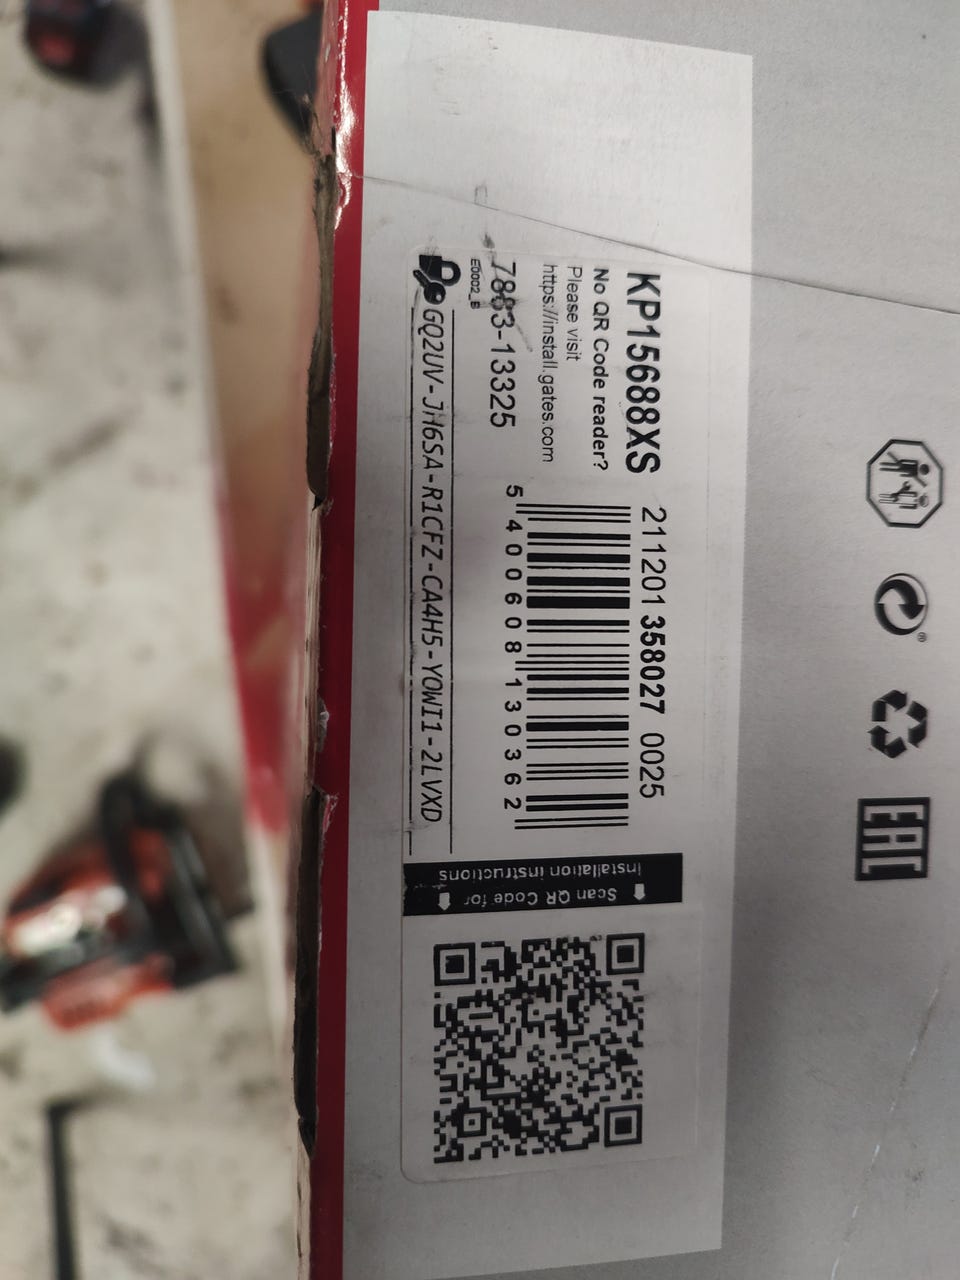 KP15688XS
211201 358027 0025
No QR Code reader?
Please visit
https://install.gates.com
7883-13325
5 400608 130362
E0002_B
GQ2UV-JH6SA-R1CFZ-CA4H5-YOWI1-2LVXD
Scan QR Code for
installation instructions
EAC